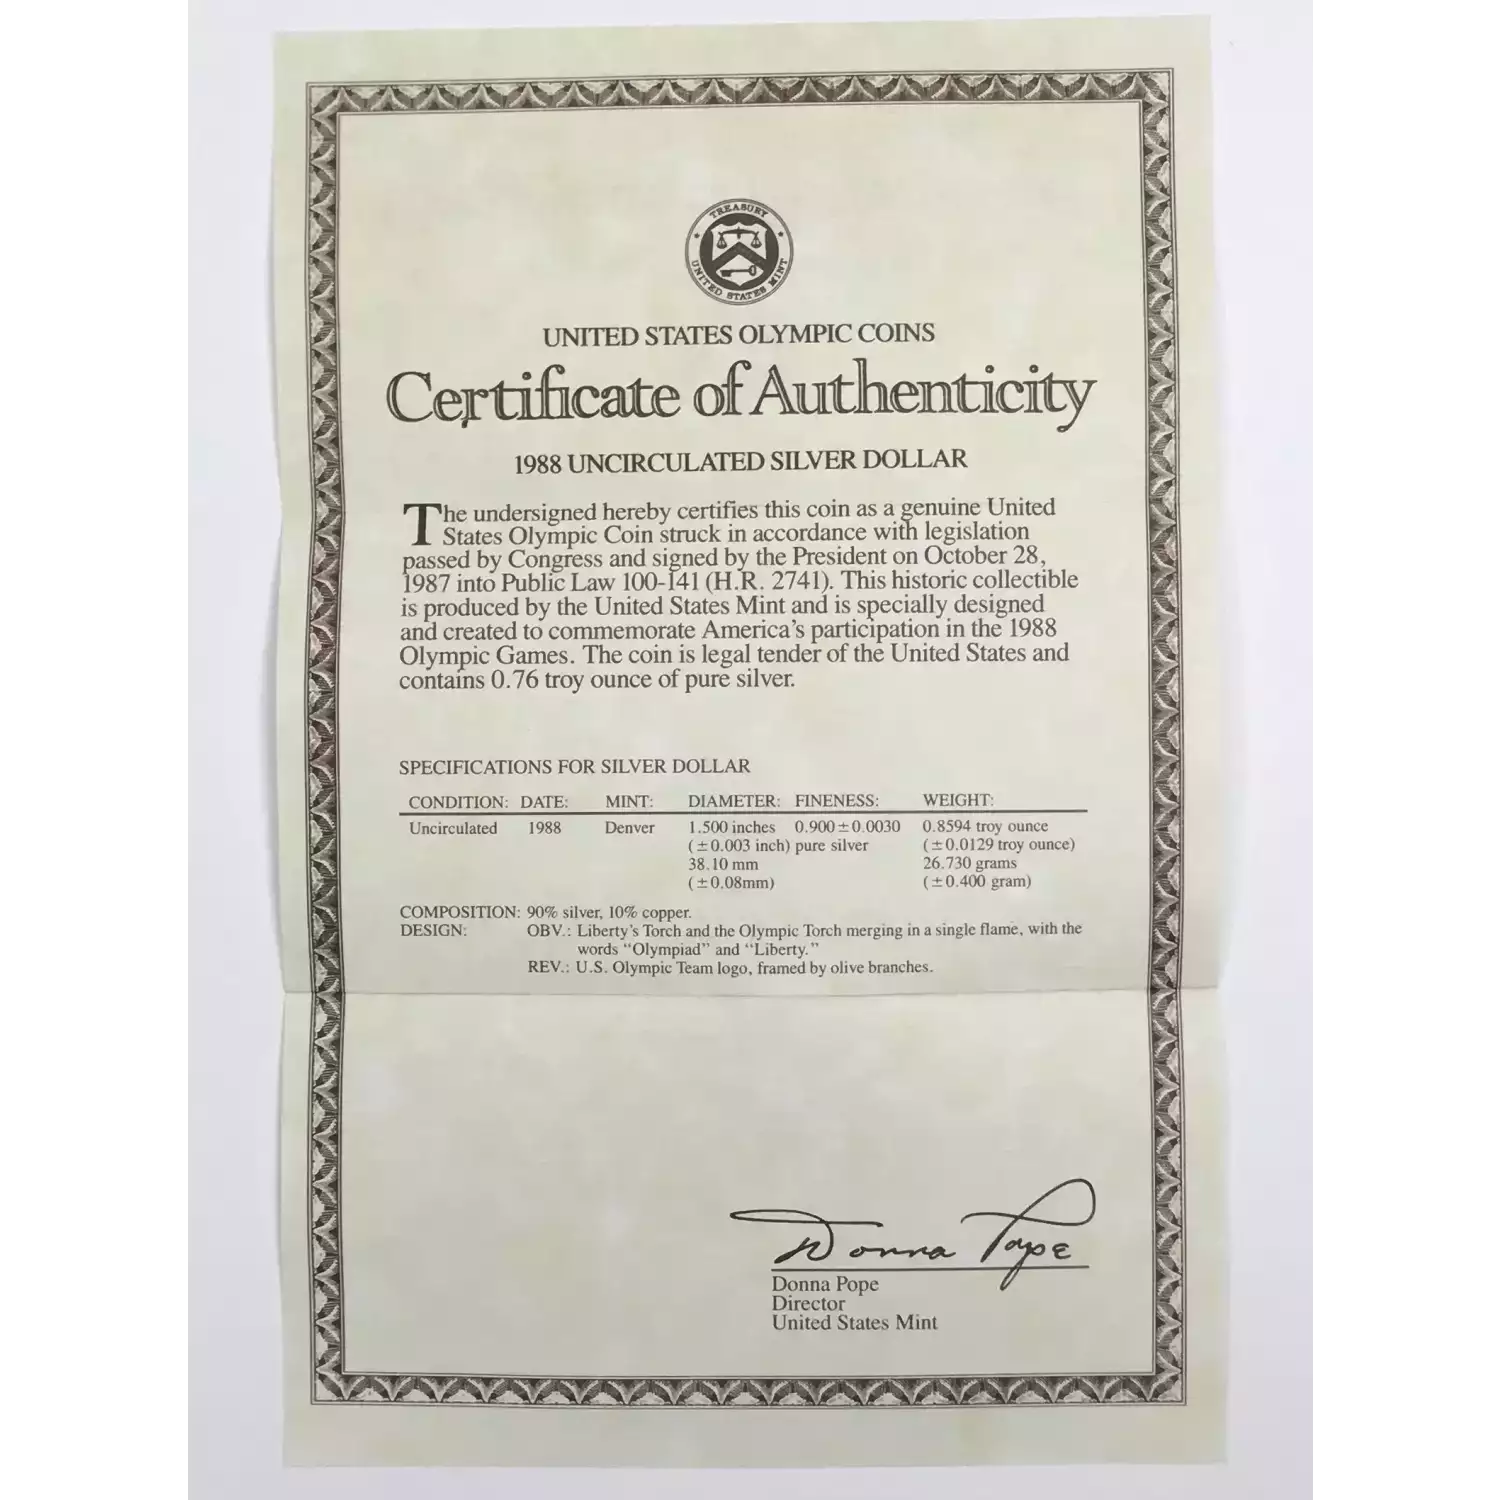 TREASURY
UNITED STATES MINT
UNITED STATES OLYMPIC COINS
Certificate of Authenticity
1988 UNCIRCULATED SILVER DOLLAR
The undersigned hereby certifies this coin as a genuine United
States Olympic Coin struck in accordance with legislation
passed by Congress and signed by the President on October 28,
1987 into Public Law 100-141 (H.R. 2741). This historic collectible
is produced by the United States Mint and is specially designed
and created to commemorate America's participation in the 1988
Olympic Games. The coin is legal tender of the United States and
contains 0.76 troy ounce of pure silver.
SPECIFICATIONS FOR SILVER DOLLAR
CONDITION: DATE: MINT: DIAMETER: FINENESS: WEIGHT:
Uncirculated 1988 Denver 1.500 inches 0.900±0.0030 0.8594 troy ounce
(±0.003 inch) pure silver (±0.0129 troy ounce)
38.10 mm 26.730 grams
(±0.08mm) (±0.400 gram)
COMPOSITION: 90% silver, 10% copper.
DESIGN: OBV.: Liberty's Torch and the Olympic Torch merging in a single flame, with the
words "Olympiad" and "Liberty."
REV.: U.S. Olympic Team logo, framed by olive branches.
Donna Pope
Donna Pope
Director
United States Mint